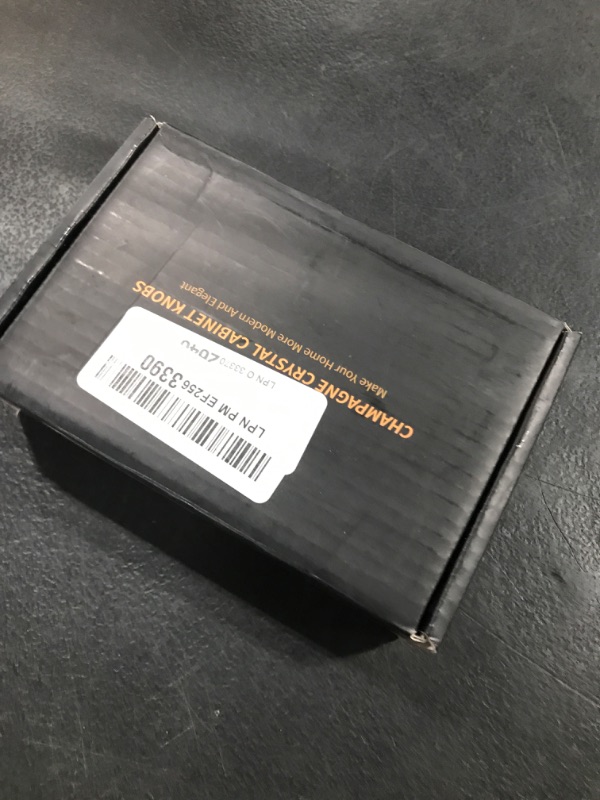 CHAMPAGNE CRYSTAL CABINET KNOBS
Make Your Home More Modern And Elegant
LPN PM EF256 3390